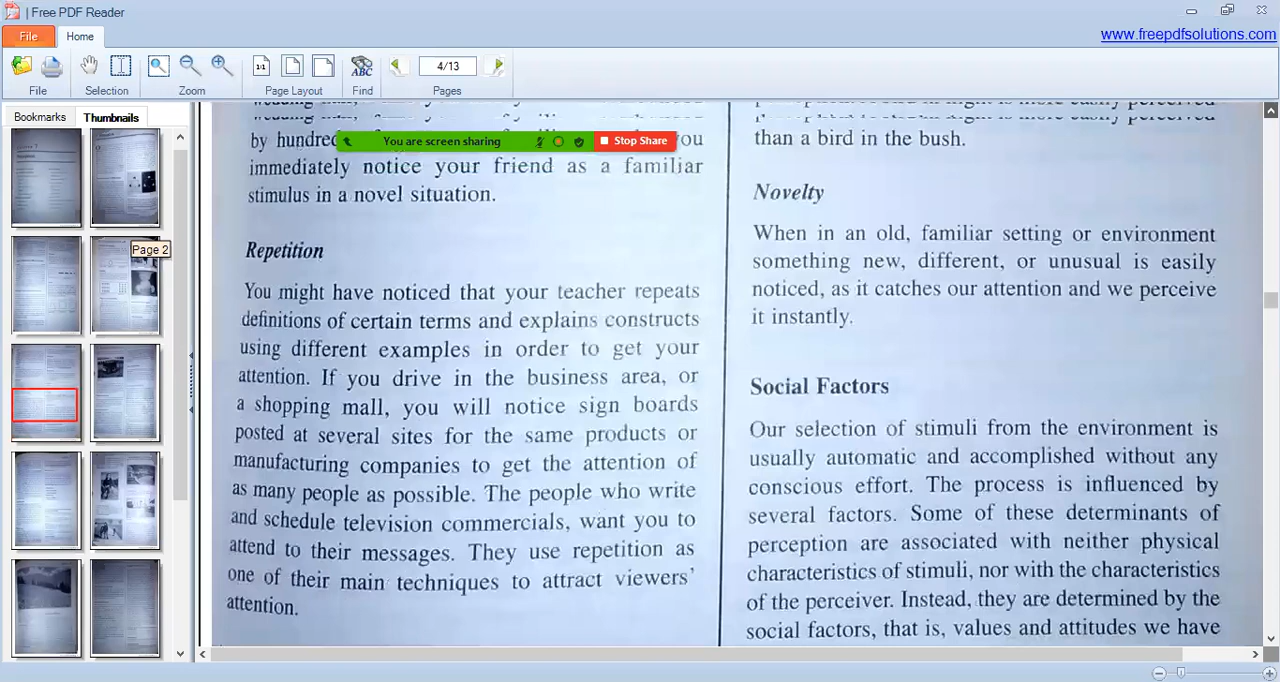 | Free PDF Reader
File
Home
www.freepdfsolutions.com
1:1
ABC
4/13
File
Selection
Zoom
Page Layout
Find
Pages
Bookmarks
Thumbnails
Page 2
You are screen sharing
Stop Share
by hundred
you
immediately notice your friend as a familiar
stimulus in a novel situation.
Repetition
You might have noticed that your teacher repeats
definitions of certain terms and explains constructs
using different examples in order to get your
attention. If you drive in the business area, or
a shopping mall, you will notice sign boards
posted at several sites for the same products or
manufacturing companies to get the attention of
as many people as possible. The people who write
and schedule television commercials, want you to
attend to their messages. They use repetition as
one of their main techniques to attract viewers'
attention.
is more easily perceived
than a bird in the bush.
Novelty
When in an old, familiar setting or environment
something new, different, or unusual is easily
noticed, as it catches our attention and we perceive
it instantly.
Social Factors
Our selection of stimuli from the environment is
usually automatic and accomplished without any
conscious effort. The process is influenced by
several factors. Some of these determinants of
perception are associated with neither physical
characteristics of stimuli, nor with the characteristics
of the perceiver. Instead, they are determined by the
social factors, that is, values and attitudes we have